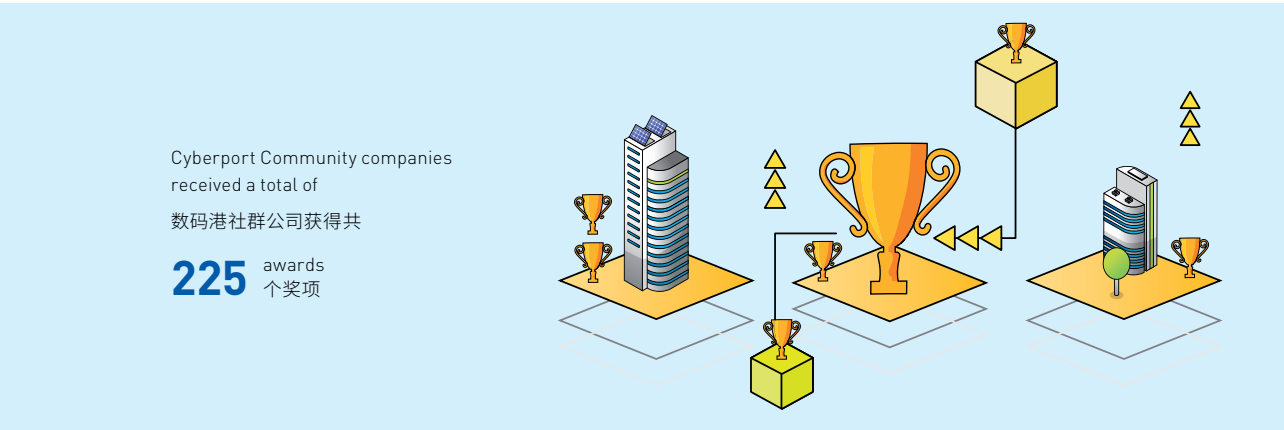 Cyberport Community companies
received a total of
数码港社群公司获得共
225 awards
个奖项